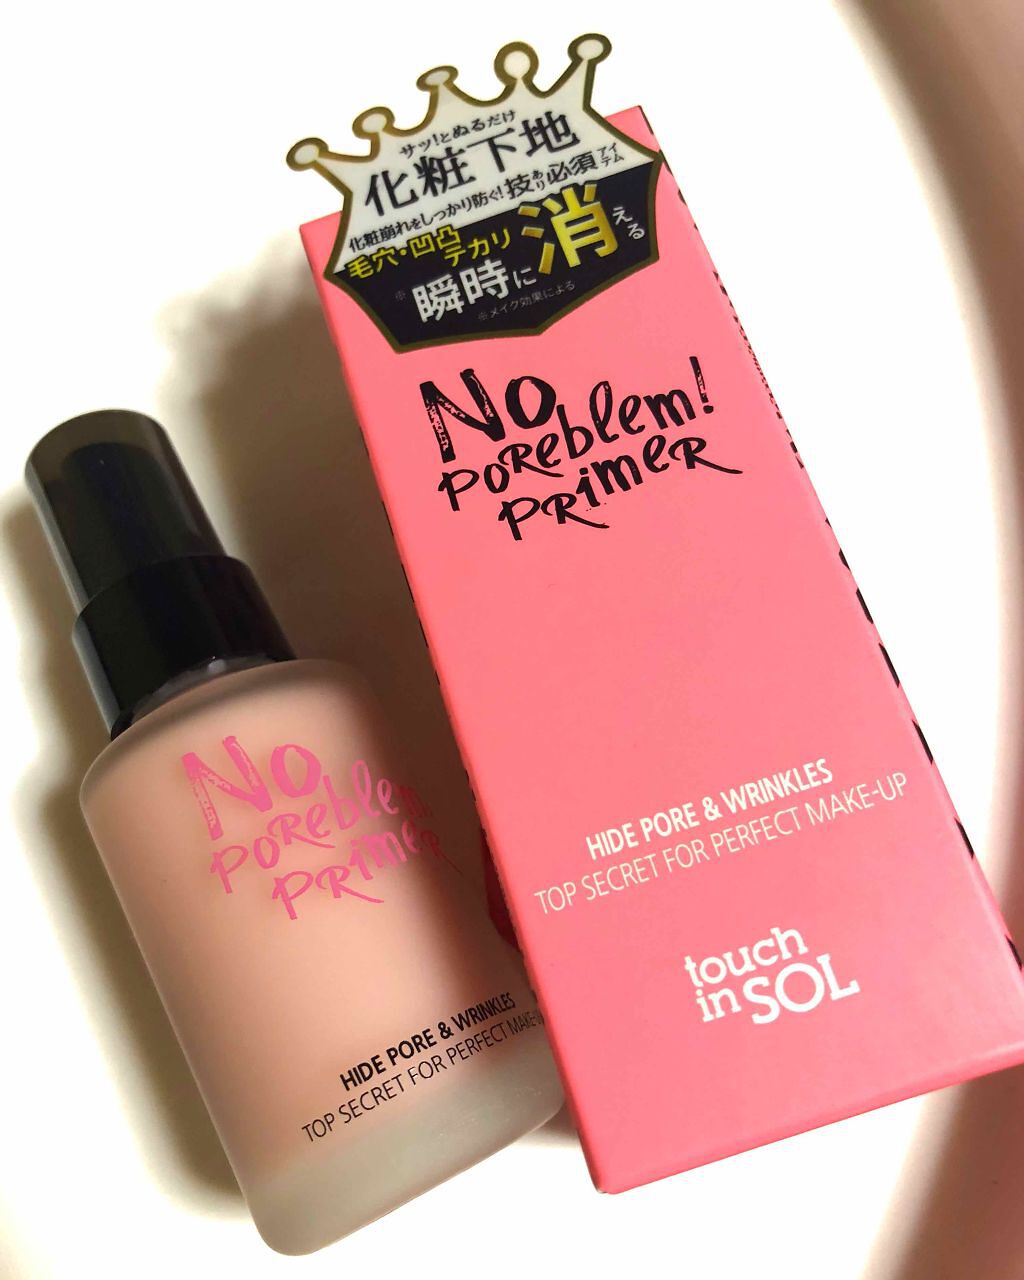 サッ!とぬるだけ
化粧下地
化粧崩れをしっかり防ぐ!技あり必須アイテム
毛穴・凹凸
テカリ
※瞬時に消える
※メイク効果による
No
poreblem!
primer
HIDE PORE & WRINKLES
TOP SECRET FOR PERFECT MAKE-UP
touch
in SOL
No
poreblem
primer
HIDE PORE & WRINKLES
TOP SECRET FOR PERFECT MAKE-U